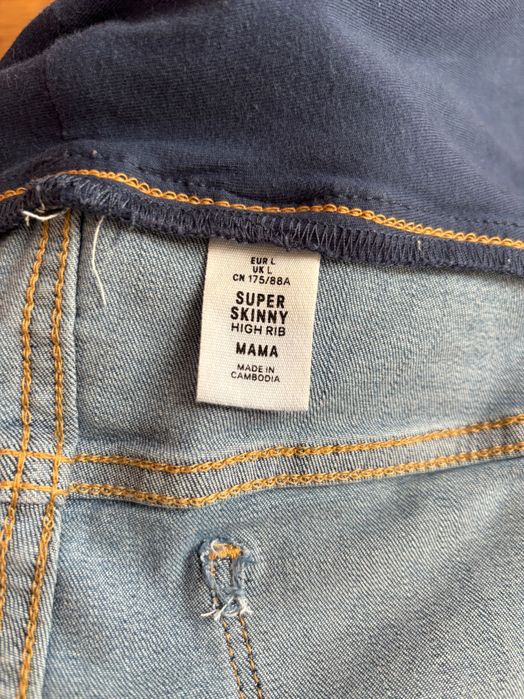 EUR L
UK L
CN 175/88A
SUPER
SKINNY
HIGH RIB
MAMA
MADE IN
CAMBODIA